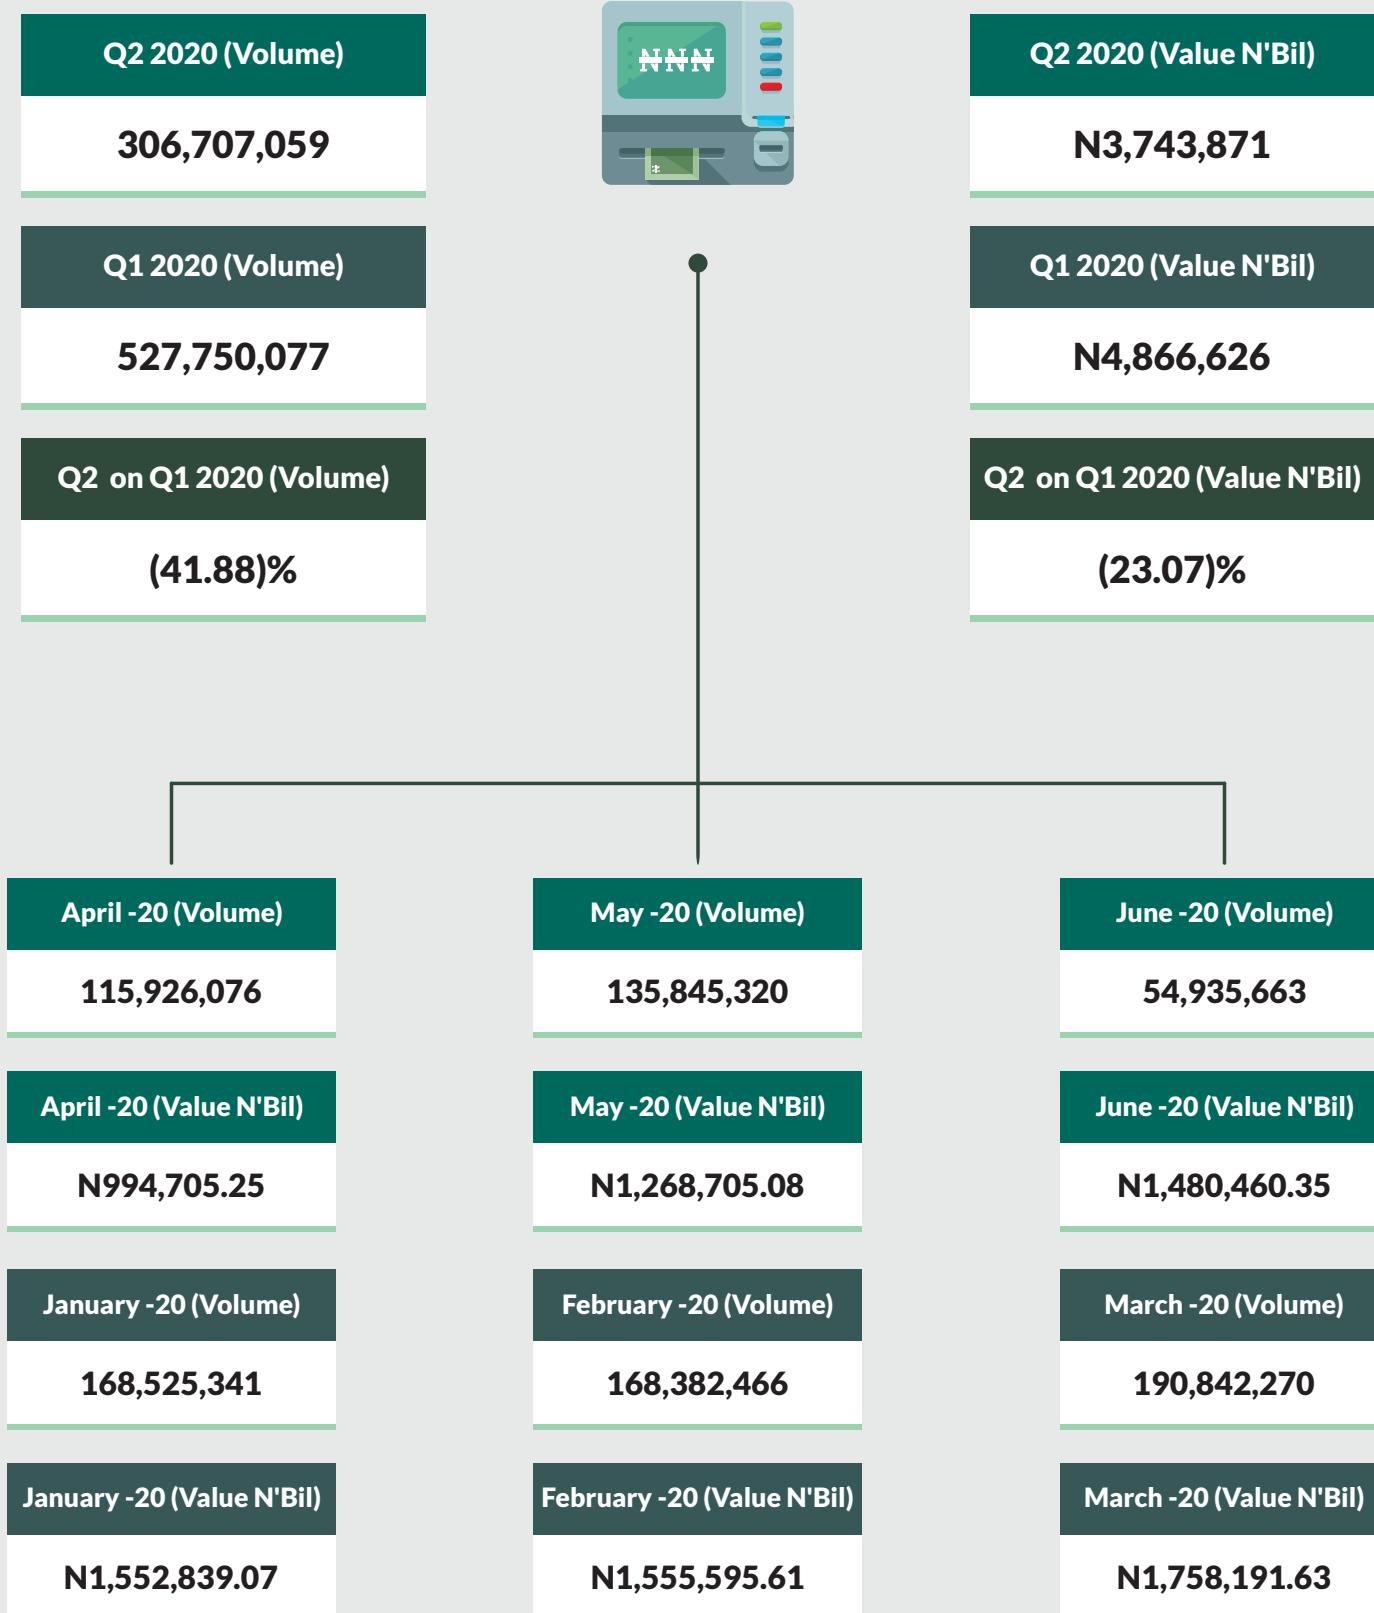 Q2 2020 (Volume)
306,707,059
Q1 2020 (Volume)
527,750,077
Q2 on Q1 2020 (Volume)
(41.88)%
NNN
Q2 2020 (Value N'Bil)
N3,743,871
Q1 2020 (Value N'Bil)
N4,866,626
Q2 on Q1 2020 (Value N'Bil)
(23.07)%
April -20 (Volume)
115,926,076
April -20 (Value N'Bil)
N994,705.25
January -20 (Volume)
168,525,341
January -20 (Value N'Bil)
N1,552,839.07
May -20 (Volume)
135,845,320
May -20 (Value N'Bil)
N1,268,705.08
February -20 (Volume)
168,382,466
February -20 (Value N'Bil)
N1,555,595.61
June -20 (Volume)
54,935,663
June -20 (Value N'Bil)
N1,480,460.35
March -20 (Volume)
190,842,270
March -20 (Value N'Bil)
N1,758,191.63